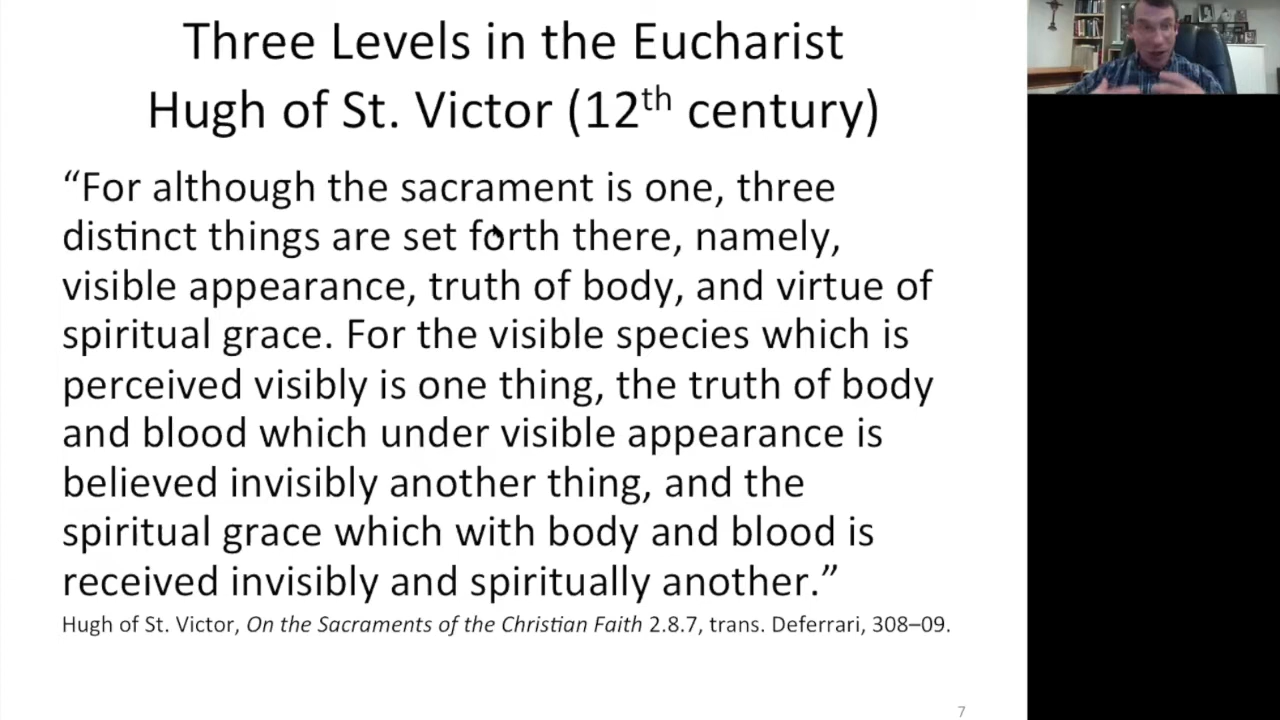 Three Levels in the Eucharist
Hugh of St. Victor (12th century)
“For although the sacrament is one, three
distinct things are set forth there, namely,
visible appearance, truth of body, and virtue of
spiritual grace. For the visible species which is
perceived visibly is one thing, the truth of body
and blood which under visible appearance is
believed invisibly another thing, and the
spiritual grace which with body and blood is
received invisibly and spiritually another.”
Hugh of St. Victor, On the Sacraments of the Christian Faith 2.8.7, trans. Deferrari, 308–09.
7